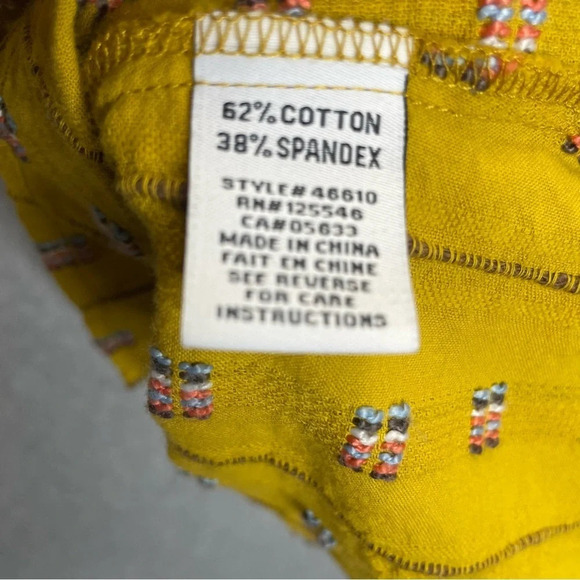 62% COTTON
38% SPANDEX
STYLE# 46610
RN# 125546
CA# 05633
MADE IN CHINA
FAIT EN CHINE
SEE REVERSE
FOR CARE
INSTRUCTIONS